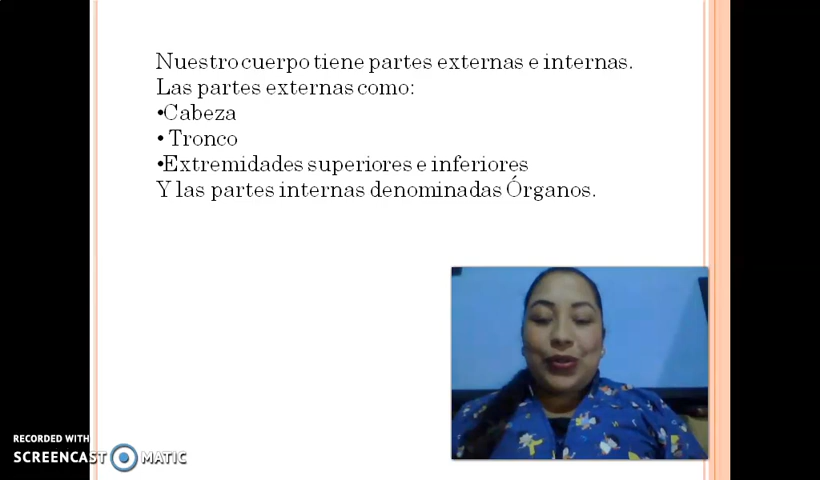 Nuestro cuerpo tiene partes externas e internas.
Las partes externas como:
•Cabeza
• Tronco
•Extremidades superiores e inferiores
Y las partes internas denominadas Órganos.
RECORDED WITH
SCREENCAST MATIC